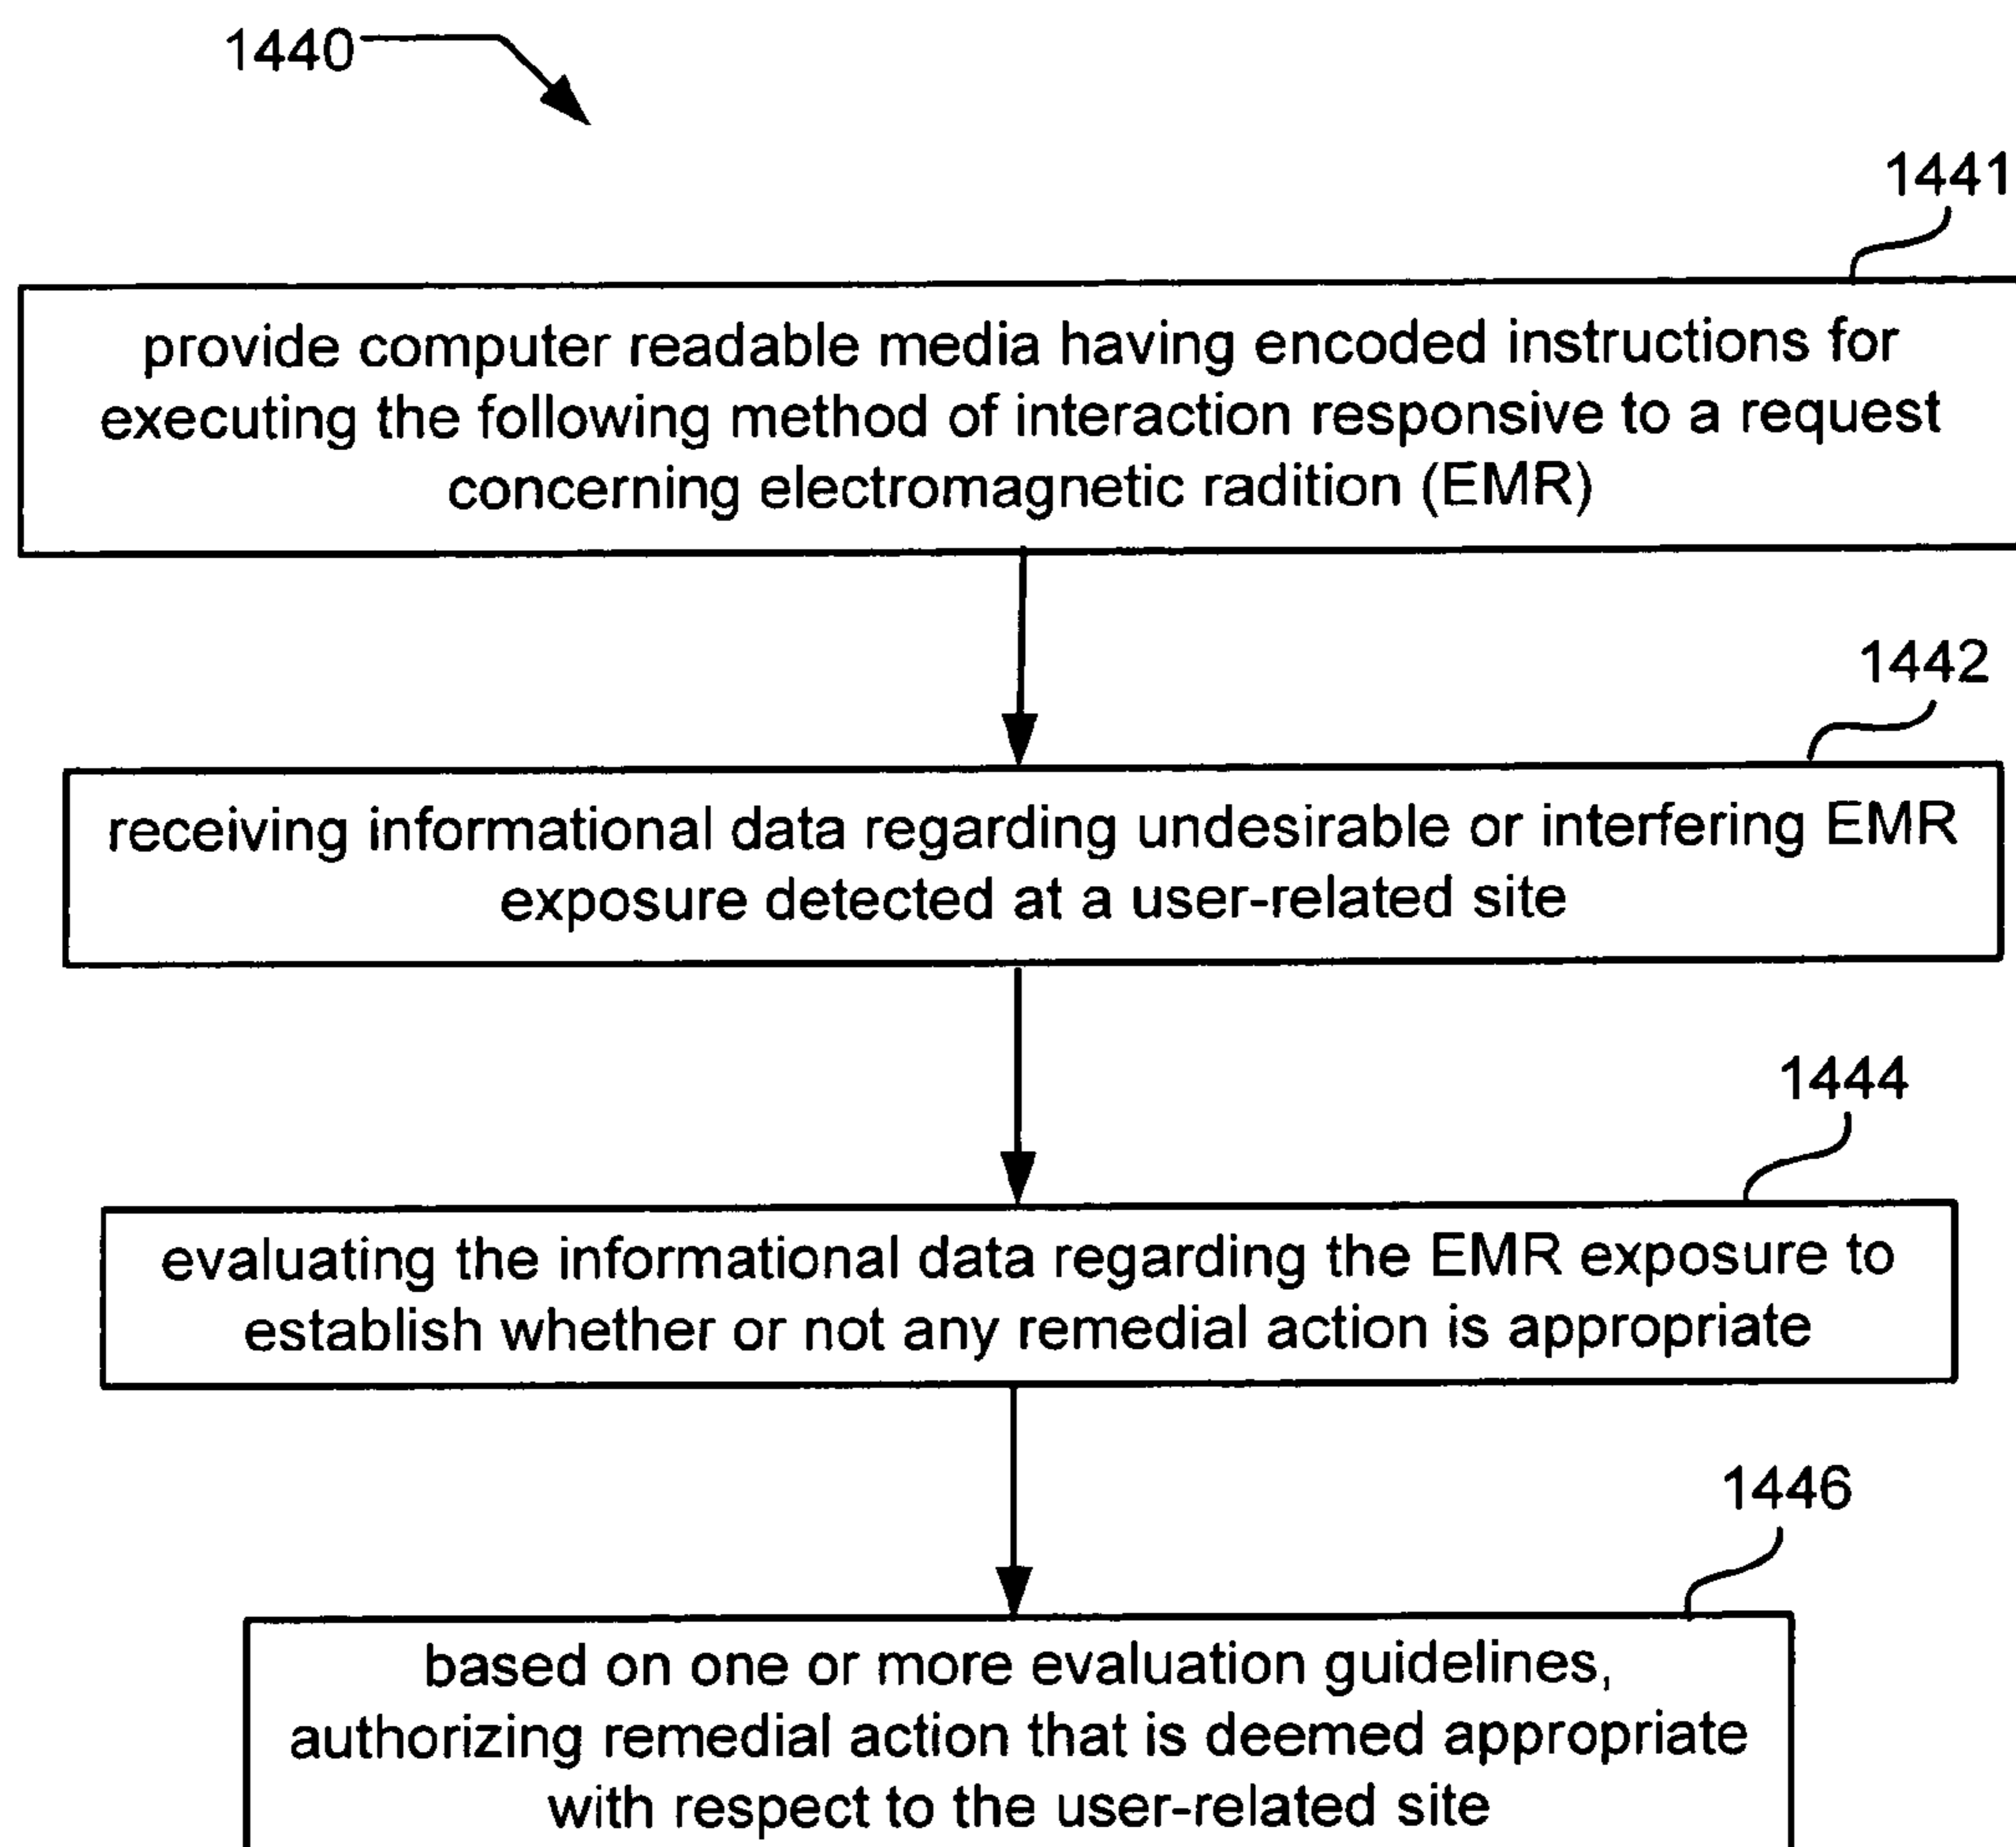 1440
1441
provide computer readable media having encoded instructions for
executing the following method of interaction responsive to a request
concerning electromagnetic radition (EMR)
1442
receiving informational data regarding undesirable or interfering EMR
exposure detected at a user-related site
1444
evaluating the informational data regarding the EMR exposure to
establish whether or not any remedial action is appropriate
1446
based on one or more evaluation guidelines,
authorizing remedial action that is deemed appropriate
with respect to the user-related site